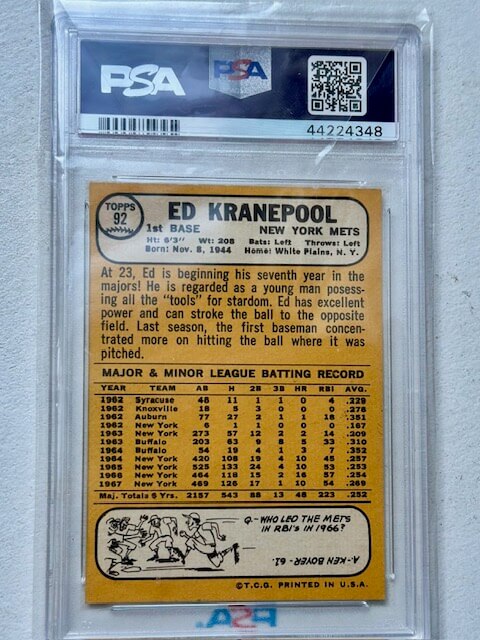 PSA
PSA
44224348
TOPPS
92
ED KRANEPOOL
1st BASE NEW YORK METS
Ht: 6'3" Wt: 208 Bats: Left Throws: Left
Born: Nov. 8, 1944 Home: White Plains, N. Y.
At 23, Ed is beginning his seventh year in the
majors! He is regarded as a young man posess-
ing all the "tools" for stardom. Ed has excellent
power and can stroke the ball to the opposite
field. Last season, the first baseman concen-
trated more on hitting the ball where it was
pitched.
MAJOR & MINOR LEAGUE BATTING RECORD
YEAR TEAM AB H 2B 3B HR RBI AVG.
1962 Syracuse 48 11 1 1 0 4 .229
1962 Knoxville 18 5 3 0 0 0 .278
1962 Auburn 77 27 2 1 1 18 .351
1962 New York 6 1 1 0 0 0 .167
1963 New York 273 57 12 2 2 14 .209
1963 Buffalo 203 63 9 8 5 33 .310
1964 Buffalo 54 19 4 1 3 7 .352
1964 New York 420 108 19 4 10 45 .257
1965 New York 525 133 24 4 10 53 .253
1966 New York 464 118 15 2 16 57 .254
1967 New York 469 126 17 1 10 54 .269
Maj. Totals 6 Yrs. 2157 543 88 13 48 223 .252
Q.-WHO LED THE METS
IN RBI's IN 1966?
A.-KEN BOYER-61.
©T.C.G. PRINTED IN U.S.A.
PSA